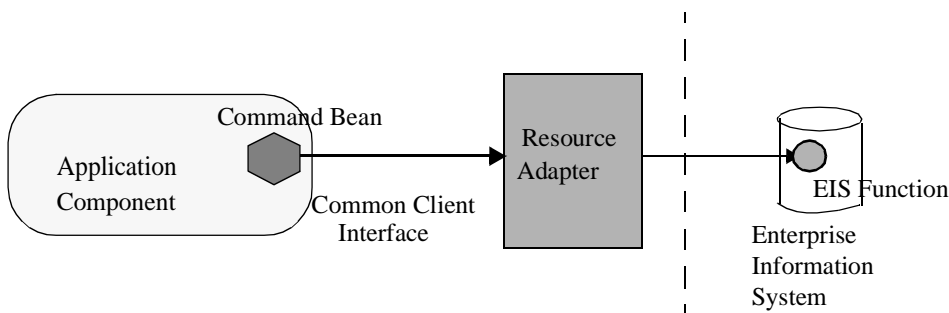 Command Bean
Application
Component
Common Client
Interface
Resource
Adapter
EIS Function
Enterprise
Information
System